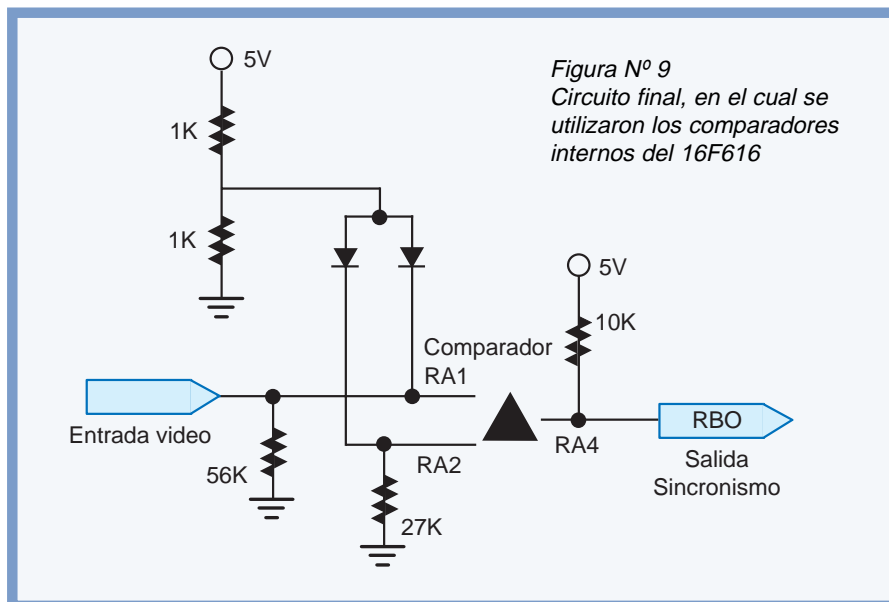 5V
Figura Nº 9
Circuito final, en el cual se
utilizaron los comparadores
internos del 16F616
1K
1K
5V
10K
Comparador
RA1
Entrada video
RBO
RA4
RA2
Salida
Sincronismo
56K
27K